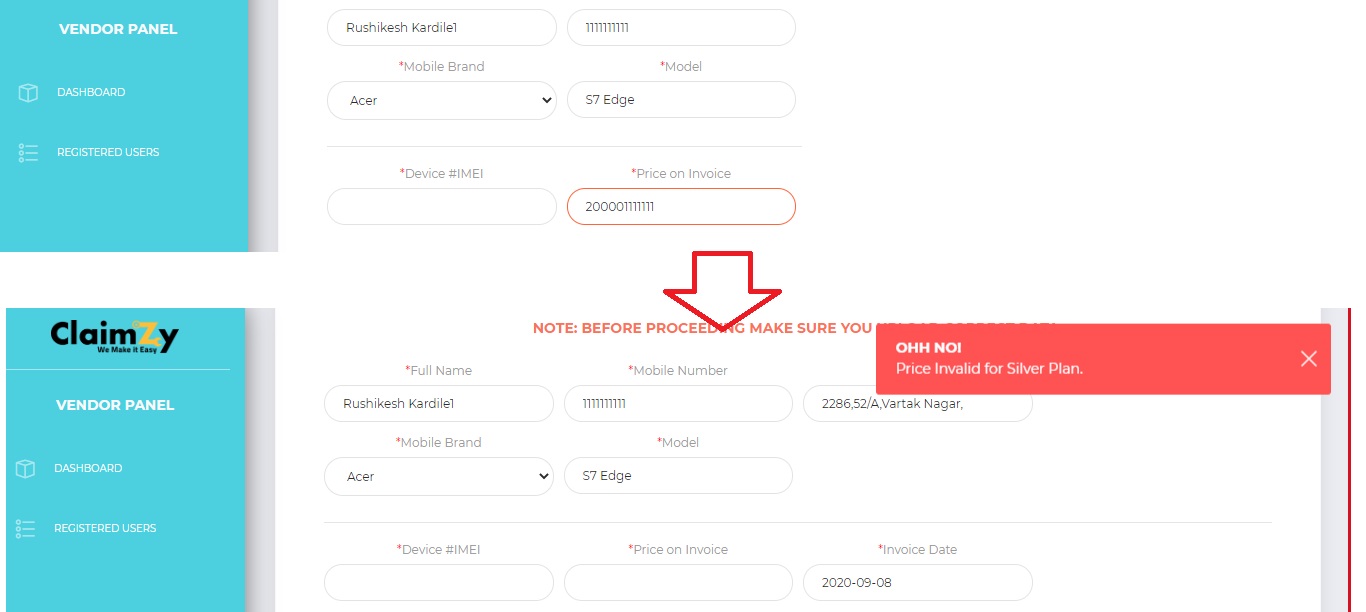 VENDOR PANEL
DASHBOARD
REGISTERED USERS
Rushikesh Kardile1 1111111111
*Mobile Brand *Model
Acer S7 Edge
*Device #IMEI *Price on Invoice
200001111111
ClaimZy
We Make it Easy
VENDOR PANEL
DASHBOARD
REGISTERED USERS
NOTE: BEFORE PROCEEDING MAKE SURE YOU
OHH NO!
Price Invalid for Silver Plan.
*Full Name *Mobile Number
Rushikesh Kardile1 1111111111 2286,52/A,Vartak Nagar,
*Mobile Brand *Model
Acer S7 Edge
*Device #IMEI *Price on Invoice *Invoice Date
2020-09-08